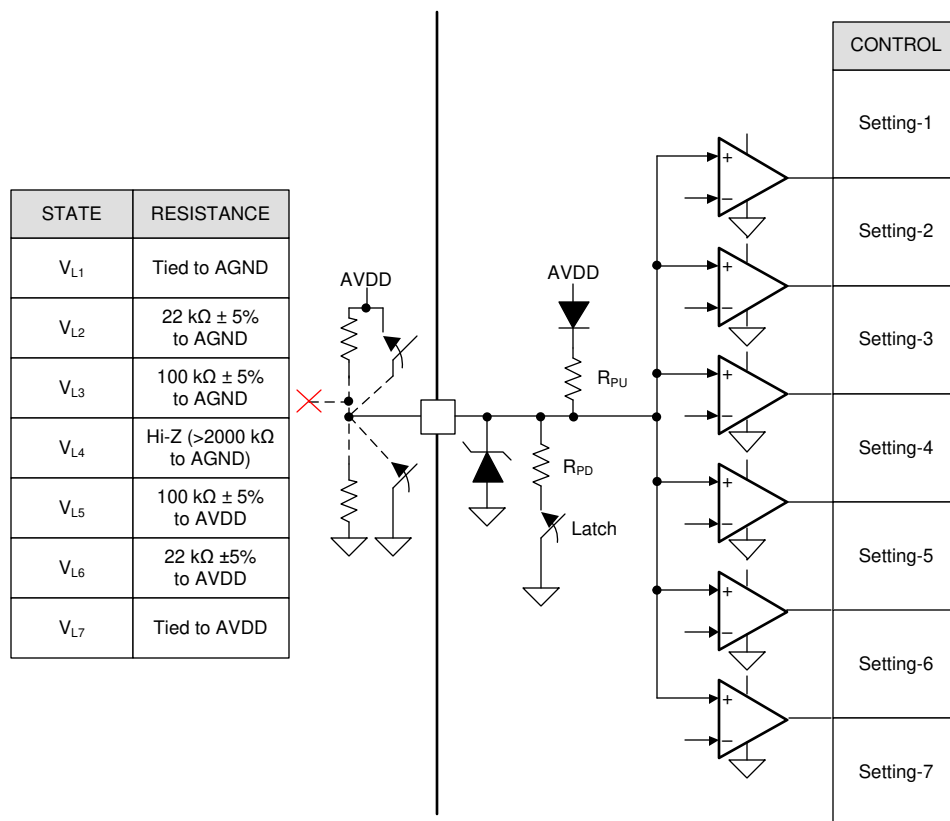 STATE RESISTANCE
V_L1 Tied to AGND
V_L2 22 kΩ ± 5%
to AGND
V_L3 100 kΩ ± 5%
to AGND
V_L4 Hi-Z (>2000 kΩ
to AGND)
V_L5 100 kΩ ± 5%
to AVDD
V_L6 22 kΩ ±5%
to AVDD
V_L7 Tied to AVDD
AVDD
AVDD
R_PU
R_PD
Latch
+
−
+
−
+
−
+
−
+
−
+
−
CONTROL
Setting-1
Setting-2
Setting-3
Setting-4
Setting-5
Setting-6
Setting-7